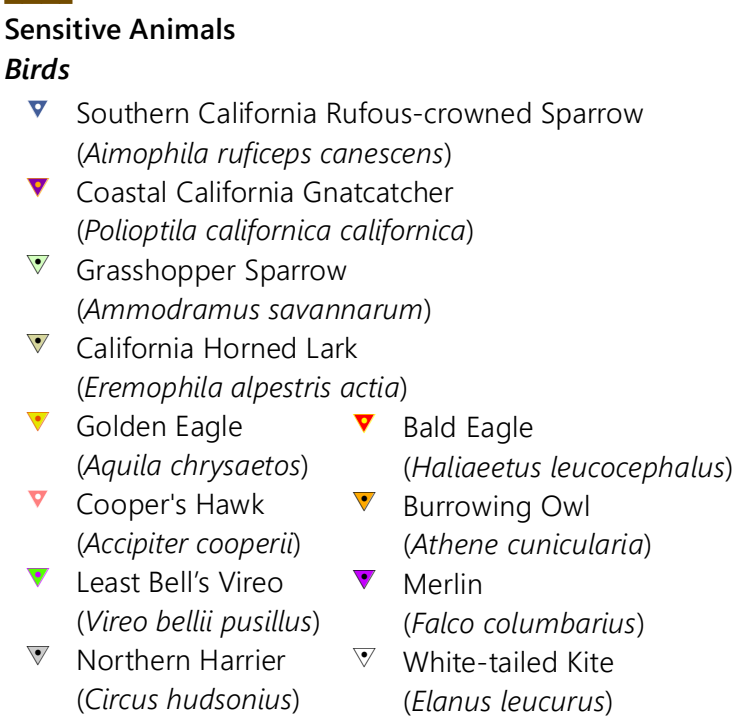 Sensitive Animals
Birds
Southern California Rufous-crowned Sparrow
(Aimophila ruficeps canescens)
Coastal California Gnatcatcher
(Polioptila californica californica)
Grasshopper Sparrow
(Ammodramus savannarum)
California Horned Lark
(Eremophila alpestris actia)
Golden Eagle
(Aquila chrysaetos)
Cooper's Hawk
(Accipiter cooperii)
Least Bell’s Vireo
(Vireo bellii pusillus)
Northern Harrier
(Circus hudsonius)
Bald Eagle
(Haliaeetus leucocephalus)
Burrowing Owl
(Athene cunicularia)
Merlin
(Falco columbarius)
White-tailed Kite
(Elanus leucurus)